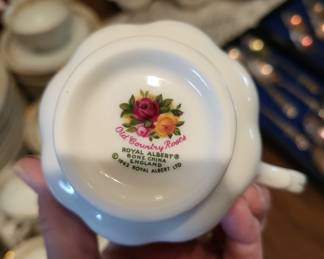 Old Country Roses
ROYAL ALBERT®
BONE CHINA
ENGLAND
© 1962 ROYAL ALBERT LTD